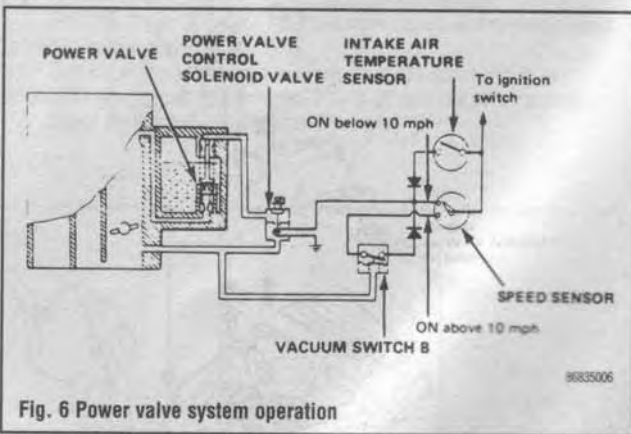 POWER VALVE
POWER VALVE
CONTROL
SOLENOID VALVE
INTAKE AIR
TEMPERATURE
SENSOR
To ignition
switch
ON below 10 mph
SPEED SENSOR
ON above 10 mph
VACUUM SWITCH B
86835006
Fig. 6 Power valve system operation